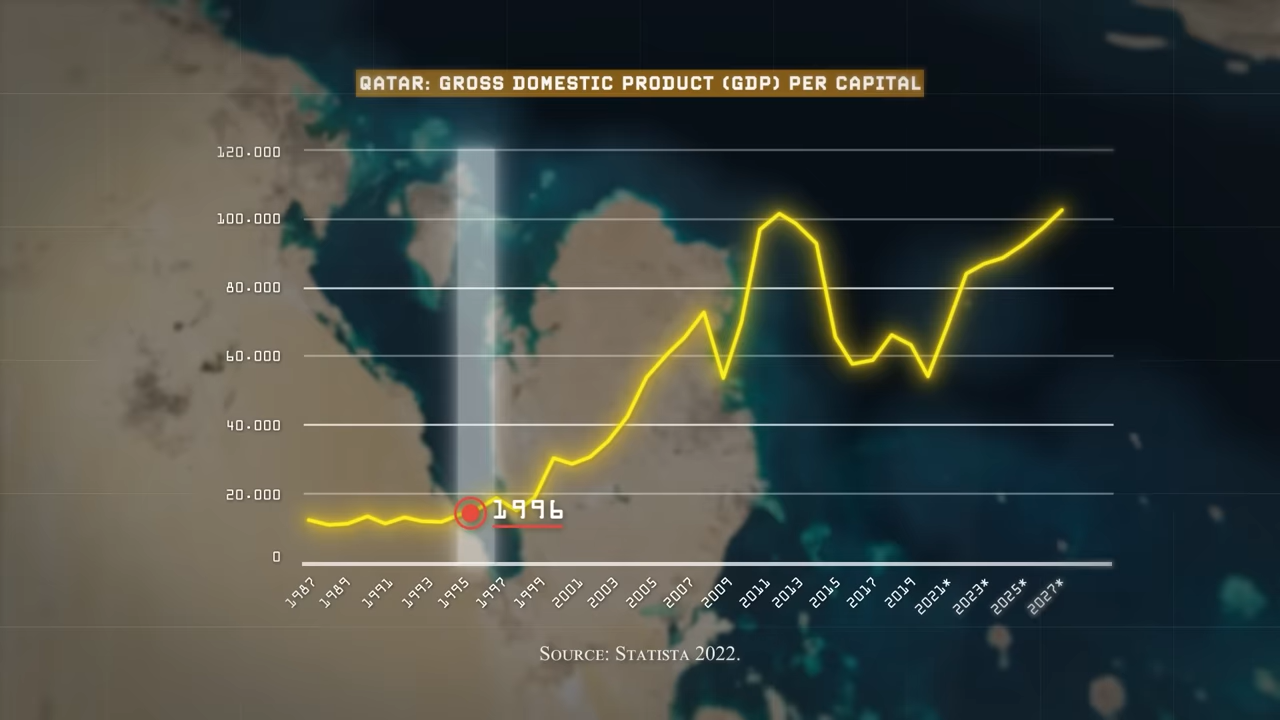 QATAR: GROSS DOMESTIC PRODUCT (GDP) PER CAPITAL
120.000
100.000
80.000
60.000
40.000
20.000
0
1996
1987 1989 1991 1993 1995 1997 1999 2001 2003 2005 2007 2009 2011 2013 2015 2017 2019 2021* 2023* 2025* 2027*
Source: Statista 2022.